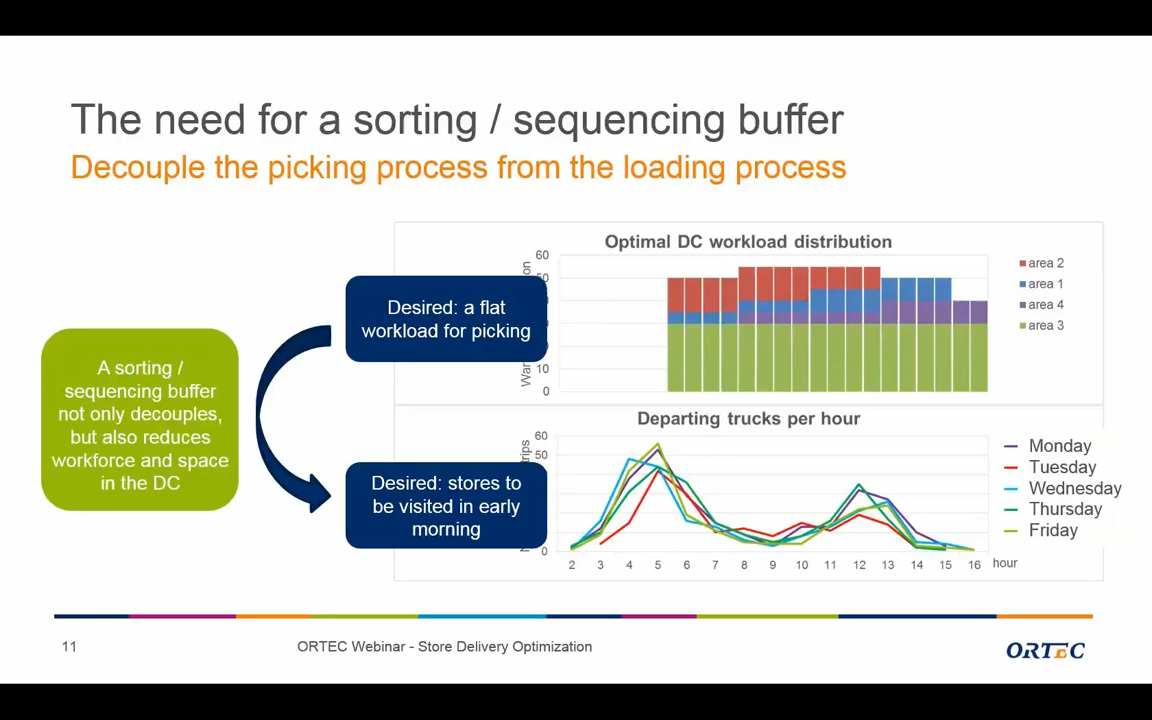 The need for a sorting / sequencing buffer
Decouple the picking process from the loading process
A sorting /
sequencing buffer
not only decouples,
but also reduces
workforce and space
in the DC
Desired: a flat
workload for picking
Desired: stores to
be visited in early
morning
Optimal DC workload distribution
60
10
0
area 2
area 1
area 4
area 3
Departing trucks per hour
60
50
0
2 3 4 5 6 7 8 9 10 11 12 13 14 15 16 hour
Monday
Tuesday
Wednesday
Thursday
Friday
11
ORTEC Webinar - Store Delivery Optimization
ORTEC